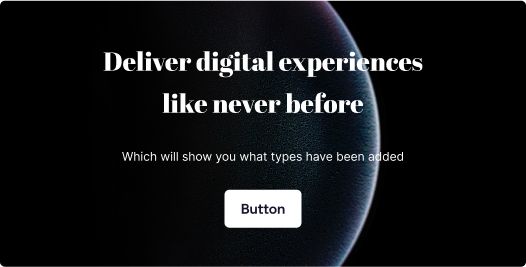 Deliver digital experiences
like never before
Which will show you what types have been added
Button